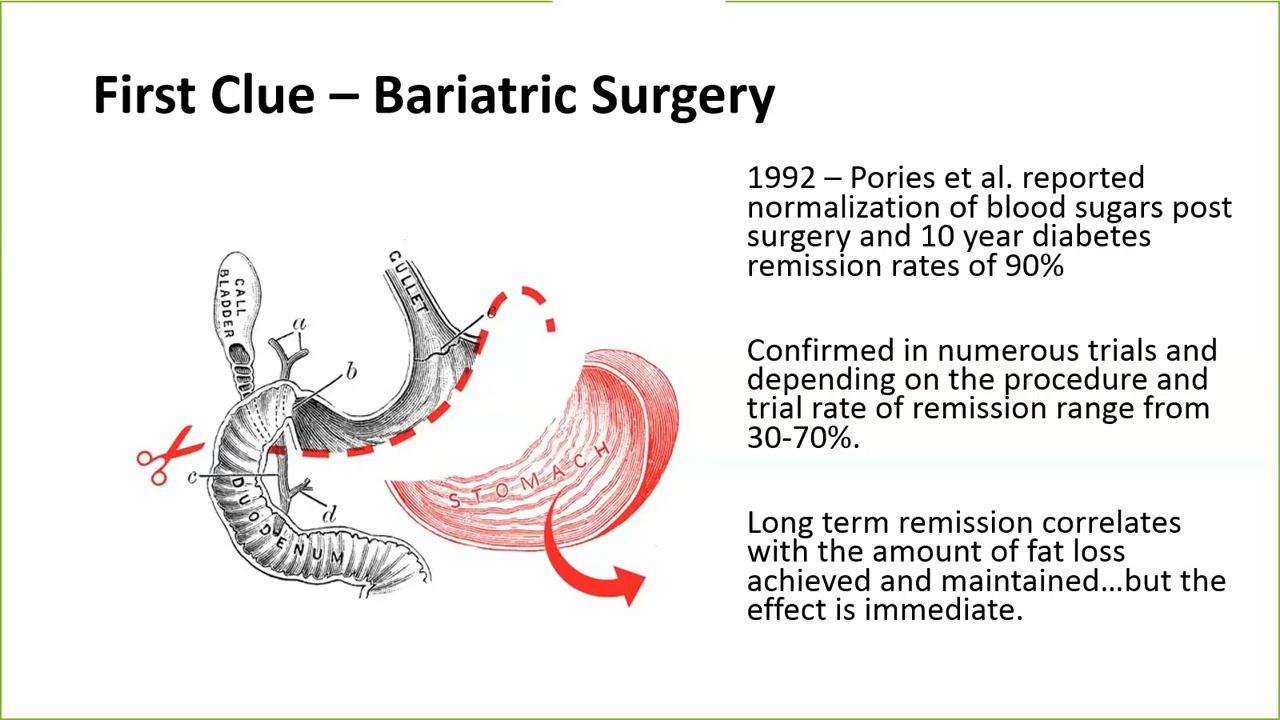 First Clue – Bariatric Surgery
1992 – Pories et al. reported
normalization of blood sugars post
surgery and 10 year diabetes
remission rates of 90%
Confirmed in numerous trials and
depending on the procedure and
trial rate of remission range from
30-70%.
Long term remission correlates
with the amount of fat loss
achieved and maintained...but the
effect is immediate.
GALL
BLADDER
GULLET
a
b
c
d
e
DUODENUM
STOMACH